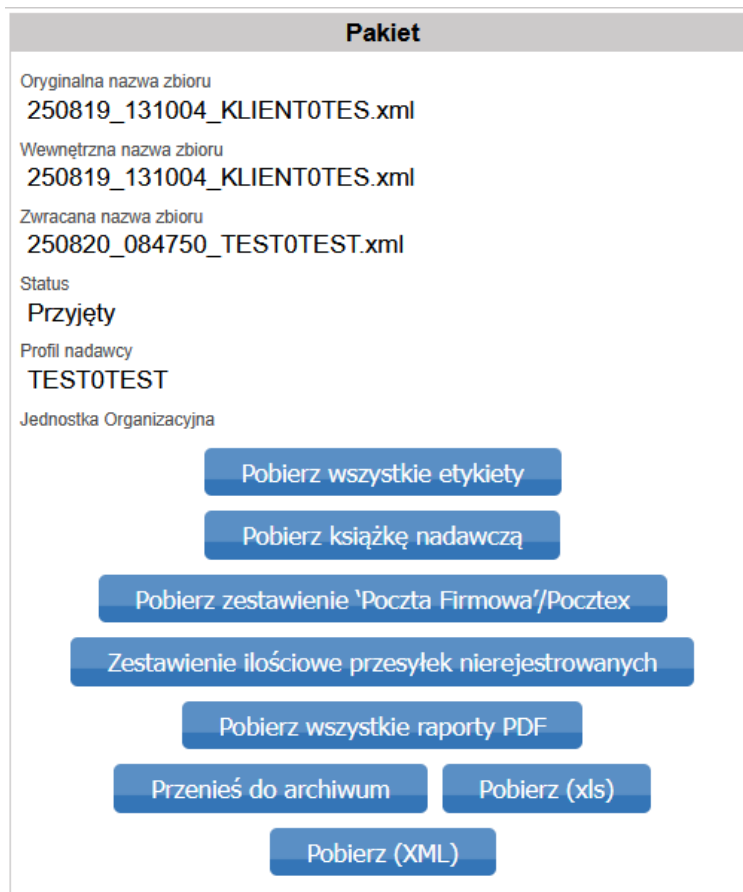 Pakiet
Oryginalna nazwa zbioru
250819_131004_KLIENT0TES.xml
Wewnętrzna nazwa zbioru
250819_131004_KLIENT0TES.xml
Zwracana nazwa zbioru
250820_084750_TEST0TEST.xml
Status
Przyjęty
Profil nadawcy
TEST0TEST
Jednostka Organizacyjna
Pobierz wszystkie etykiety
Pobierz książkę nadawczą
Pobierz zestawienie ‘Poczta Firmowa’/Pocztex
Zestawienie ilościowe przesyłek nierejestrowanych
Pobierz wszystkie raporty PDF
Przenieś do archiwum Pobierz (xls)
Pobierz (XML)